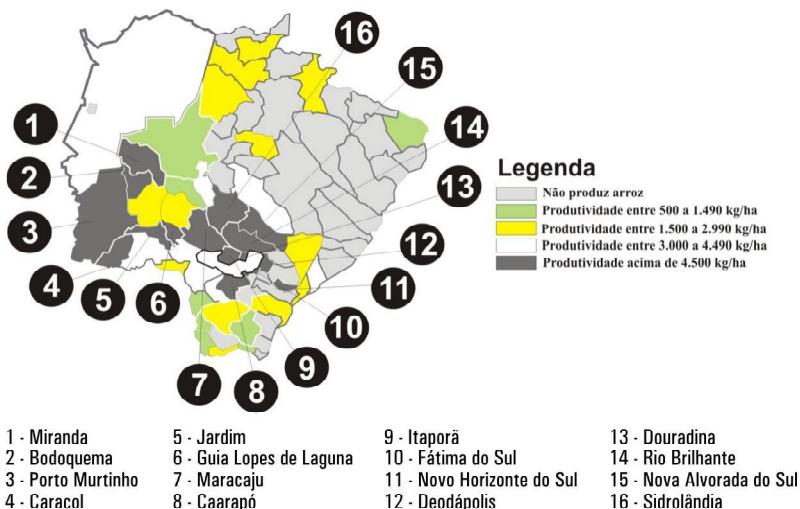 16
15
1
14
2
13
3
12
4
11
5
6
10
9
7
8
Legenda
Não produz arroz
Produtividade entre 500 a 1.490 kg/ha
Produtividade entre 1.500 a 2.990 kg/ha
Produtividade entre 3.000 a 4.490 kg/ha
Produtividade acima de 4.500 kg/ha
1 - Miranda
2 - Bodoquema
3 - Porto Murtinho
4 - Caracol
5 - Jardim
6 - Guia Lopes de Laguna
7 - Maracaju
8 - Caarapó
9 - Itaporã
10 - Fátima do Sul
11 - Novo Horizonte do Sul
12 - Deodápolis
13 - Douradina
14 - Rio Brilhante
15 - Nova Alvorada do Sul
16 - Sidrolândia